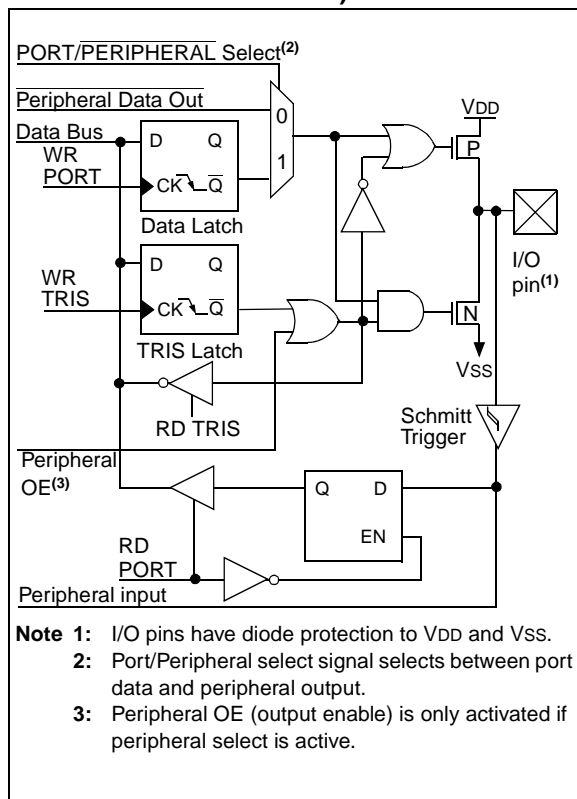 PORT/PERIPHERAL Select(2)
Peripheral Data Out
Data Bus
WR
PORT
D Q
CK Q
Data Latch
0
1
VDD
P
I/O
pin(1)
WR
TRIS
D Q
CK Q
TRIS Latch
N
VSS
RD TRIS
Schmitt
Trigger
Peripheral
OE(3)
Q D
EN
RD
PORT
Peripheral input
Note 1: I/O pins have diode protection to VDD and VSS.
2: Port/Peripheral select signal selects between port
data and peripheral output.
3: Peripheral OE (output enable) is only activated if
peripheral select is active.